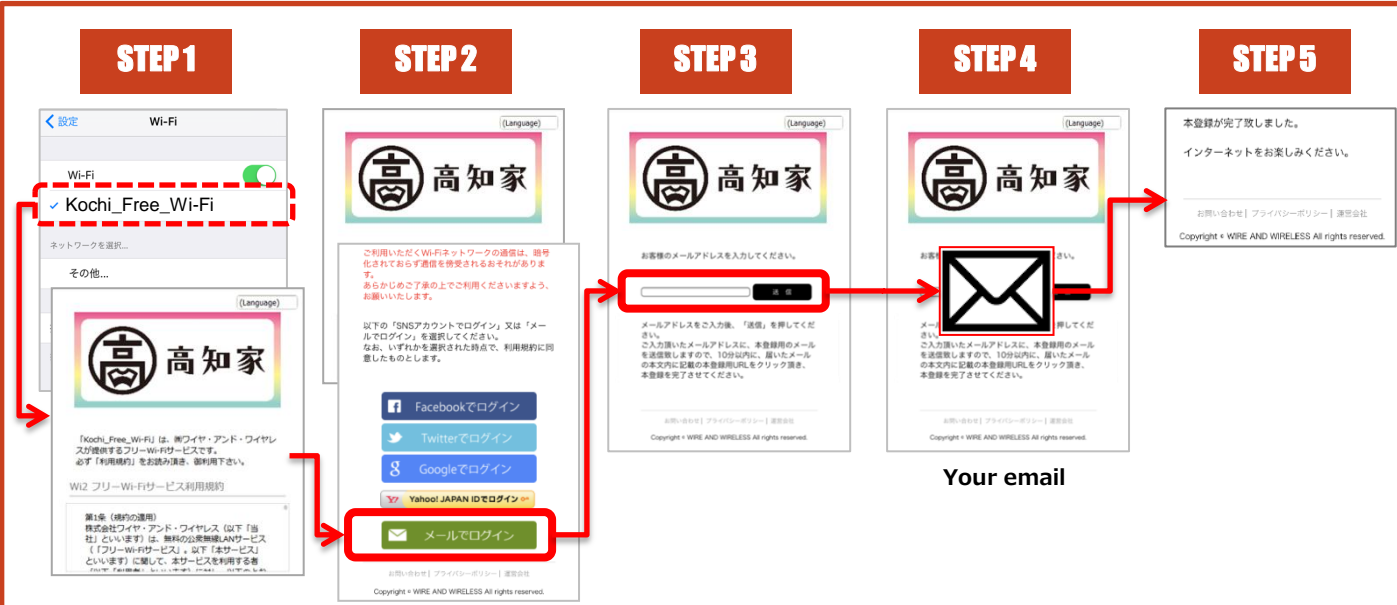 STEP 1
STEP 2
STEP 3
STEP 4
STEP 5
設定
Wi-Fi
Wi-Fi
Kochi_Free_Wi-Fi
ネットワークを選択...
その他...
(Language)
高知家
「Kochi_Free_Wi-Fi」は、㈱ワイヤ・アンド・ワイヤレ
スが提供するフリーWi-Fiサービスです。
必ず「利用規約」をお読み頂き、御利用下さい。
Wi2 フリーWi-Fiサービス利用規約
第1条（規約の適用）
株式会社ワイヤ・アンド・ワイヤレス（以下「当
社」といいます）は、無料の公衆無線LANサービス
（「フリーWi-Fiサービス」。以下「本サービス」
といいます）に関して、本サービスを利用する者
(Language)
高知家
ご利用いただくWi-Fiネットワークの通信は、暗号
化されておらず通信を傍受されるおそれがありま
す。
あらかじめご了承の上でご利用くださいますよう、
お願いいたします。
以下の「SNSアカウントでログイン」又は「メー
ルでログイン」を選択してください。
なお、いずれかを選択された時点で、利用規約に同
意したものとします。
Facebookでログイン
Twitterでログイン
Googleでログイン
Yahoo! JAPAN IDでログイン
メールでログイン
お問い合わせ | プライバシーポリシー | 運営会社
Copyright © WIRE AND WIRELESS All rights reserved.
(Language)
高知家
お客様のメールアドレスを入力してください。
送 信
メールアドレスをご入力後、「送信」を押してくだ
さい。
ご入力頂いたメールアドレスに、本登録用のメール
を送信致しますので、10分以内に、届いたメール
の本文内に記載の本登録用URLをクリック頂き、
本登録を完了させてください。
お問い合わせ | プライバシーポリシー | 運営会社
Copyright © WIRE AND WIRELESS All rights reserved.
(Language)
高知家
お客
さい。
メール
押してくだ
さい。
ご入力頂いたメールアドレスに、本登録用のメール
を送信致しますので、10分以内に、届いたメール
の本文内に記載の本登録用URLをクリック頂き、
本登録を完了させてください。
お問い合わせ | プライバシーポリシー | 運営会社
Copyright © WIRE AND WIRELESS All rights reserved.
Your email
本登録が完了致しました。
インターネットをお楽しみください。
お問い合わせ | プライバシーポリシー | 運営会社
Copyright © WIRE AND WIRELESS All rights reserved.